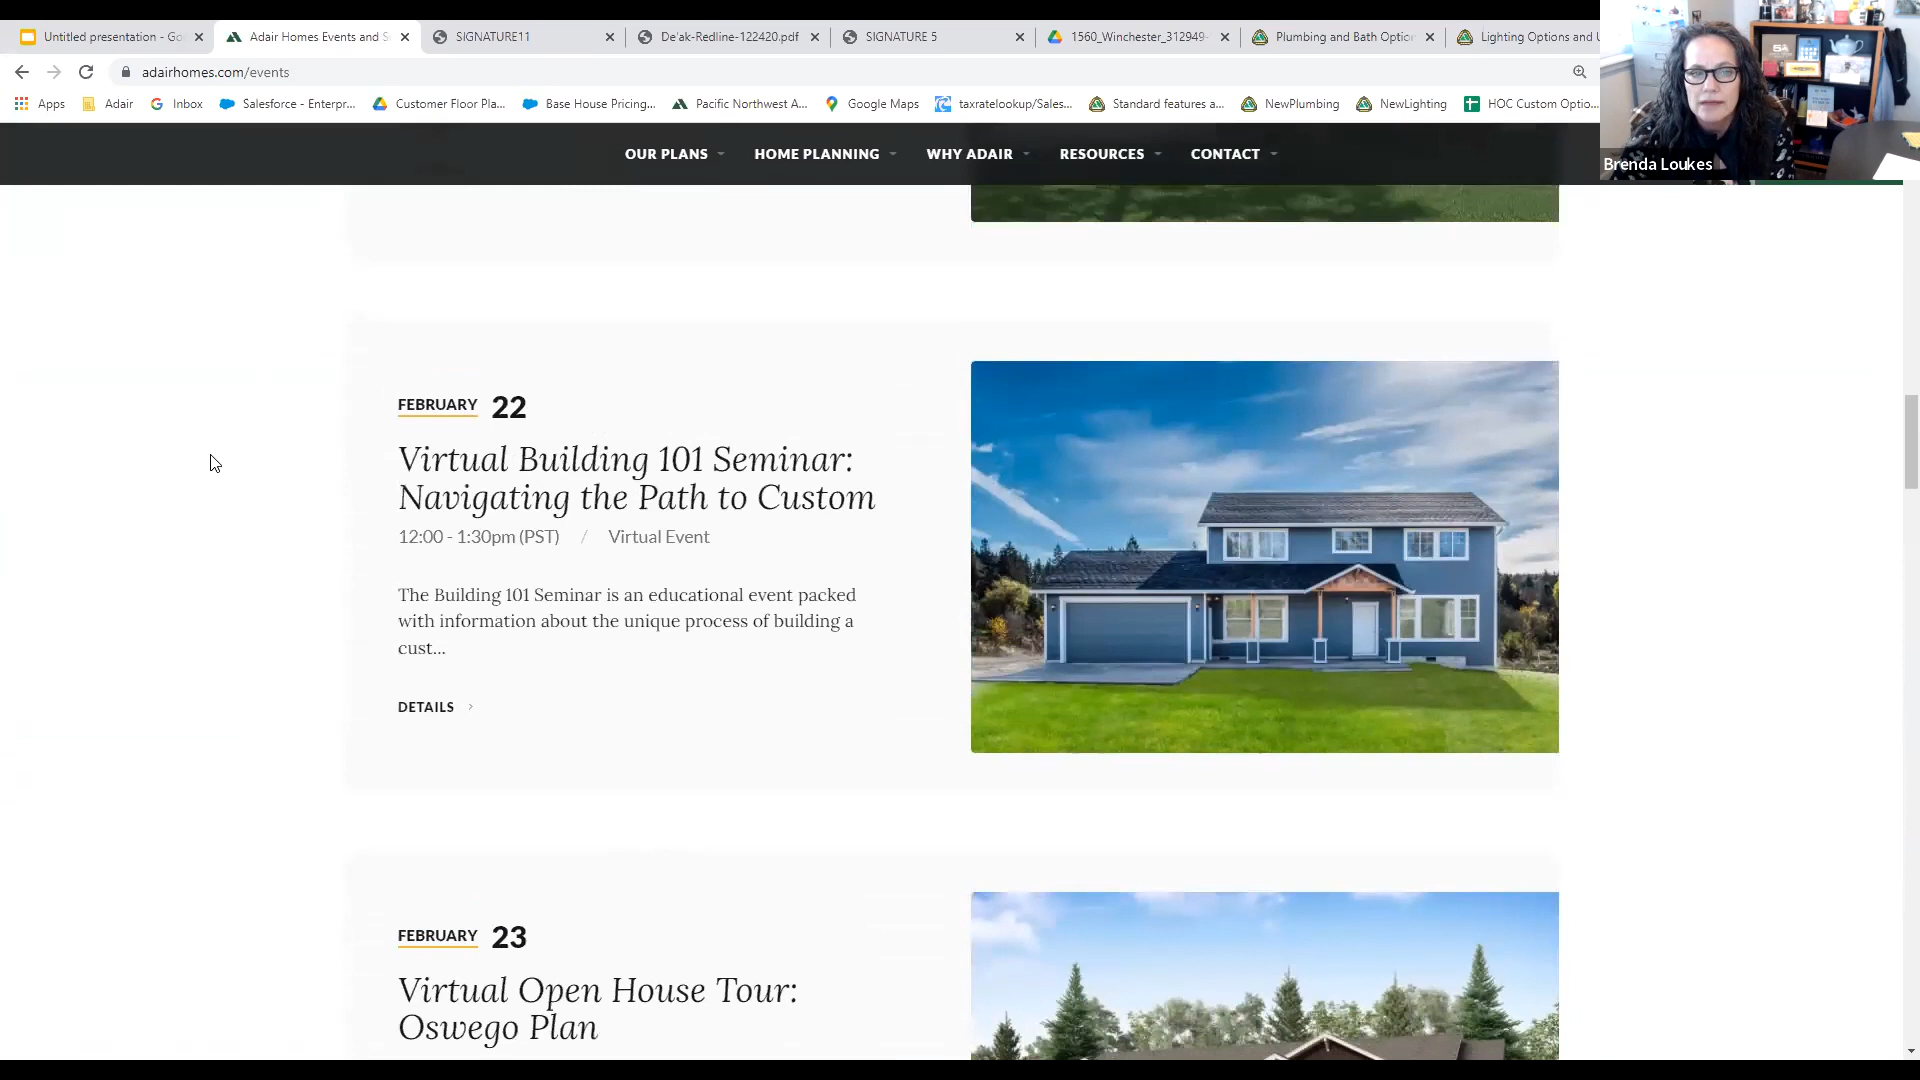 Untitled presentation - Go
Adair Homes Events and S
SIGNATURE11
De'ak-Redline-122420.pdf
SIGNATURE 5
1560_Winchester_312949-
Plumbing and Bath Option
Lighting Options and U
adairhomes.com/events
Apps
Adair
Inbox
Salesforce - Enterpr...
Customer Floor Pla...
Base House Pricing...
Pacific Northwest A...
Google Maps
taxratelookup/Sales...
Standard features a...
NewPlumbing
NewLighting
HOC Custom Optio...
Brenda Loukes
OUR PLANS
HOME PLANNING
WHY ADAIR
RESOURCES
CONTACT
FEBRUARY 22
Virtual Building 101 Seminar:
Navigating the Path to Custom
12:00 - 1:30pm (PST) / Virtual Event
The Building 101 Seminar is an educational event packed
with information about the unique process of building a
cust...
DETAILS
FEBRUARY 23
Virtual Open House Tour:
Oswego Plan